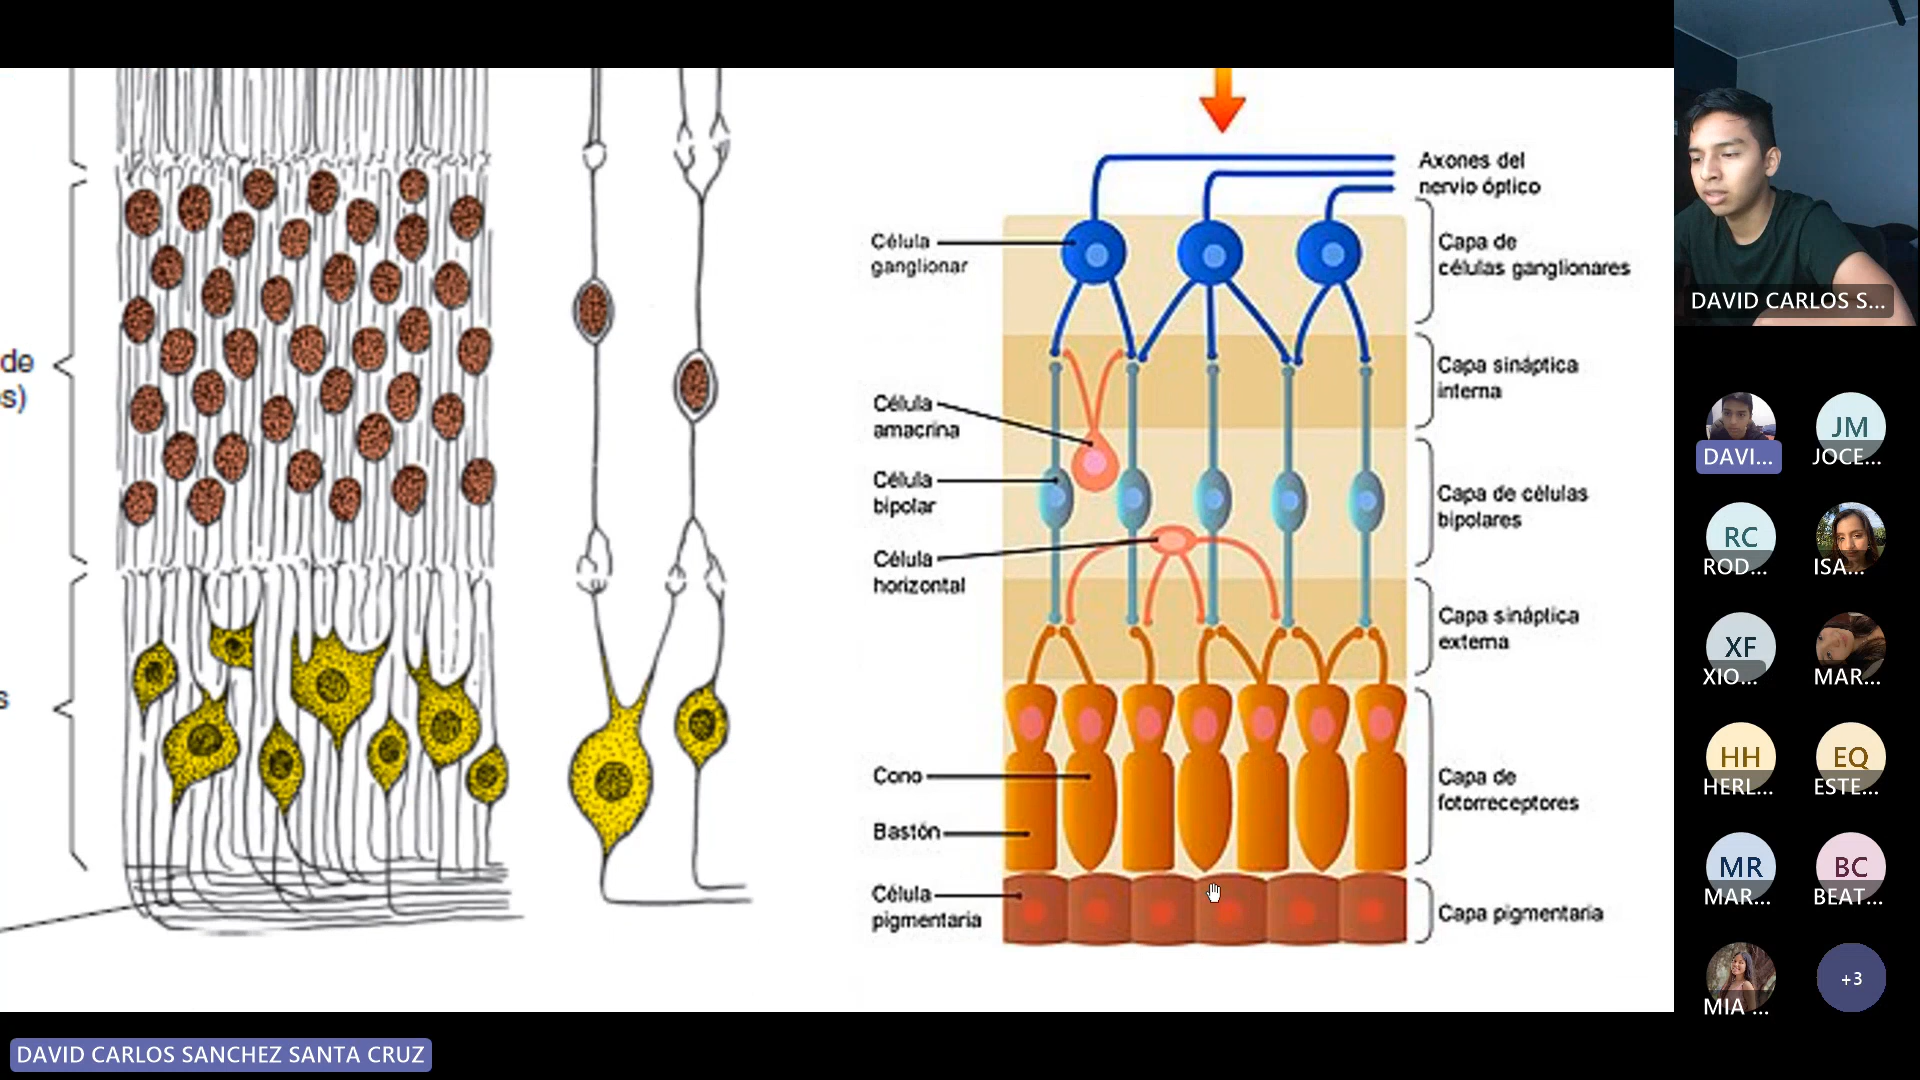 de
s)
s
Axones del
nervio óptico
Célula
ganglionar
Capa de
células ganglionares
Capa sináptica
interna
Célula
amacrina
Célula
bipolar
Capa de células
bipolares
Célula
horizontal
Capa sináptica
externa
Cono
Bastón
Capa de
fotorreceptores
Célula
pigmentaria
Capa pigmentaria
DAVID CARLOS S...
DAVI...
JM
JOCE...
RC
ROD...
ISA...
XF
XIO...
MAR...
HH
HERL...
EQ
ESTE...
MR
MAR...
BC
BEAT...
MIA ...
+3
DAVID CARLOS SANCHEZ SANTA CRUZ